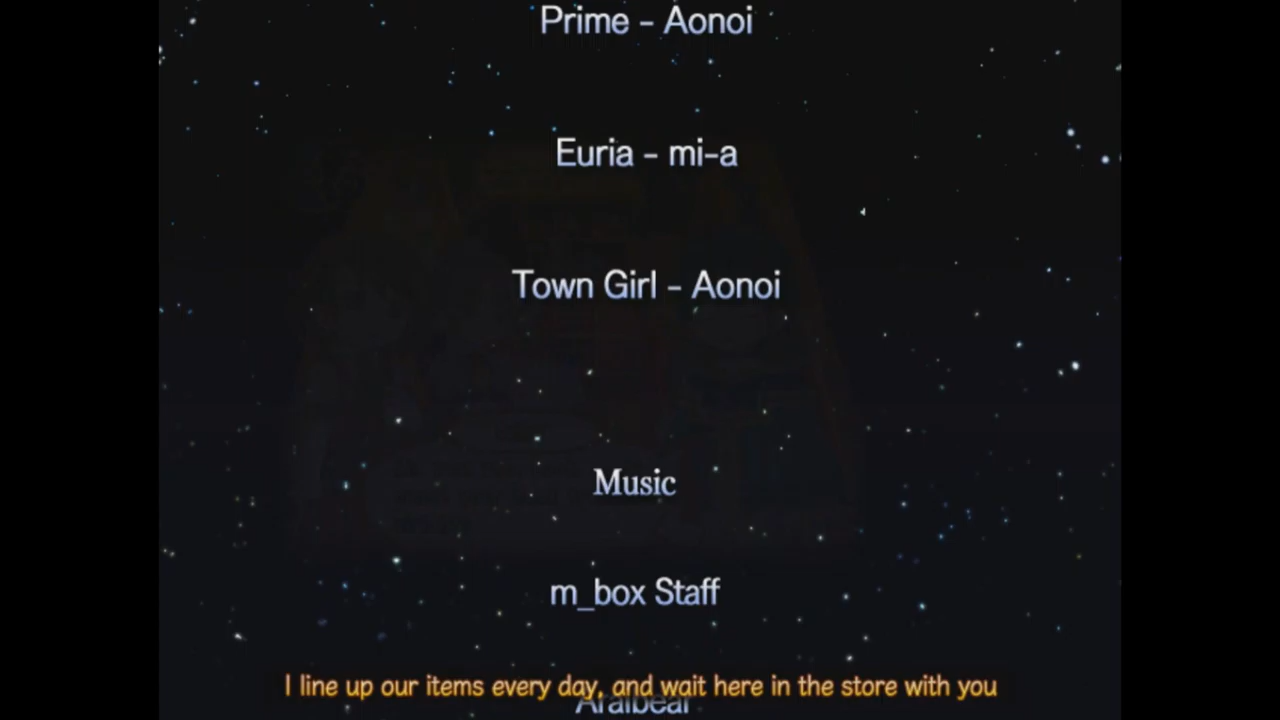 Prime - Aonoi
Euria - mi-a
Town Girl - Aonoi
Music
m_box Staff
I line up our items every day, and wait here in the store with you
Araibear